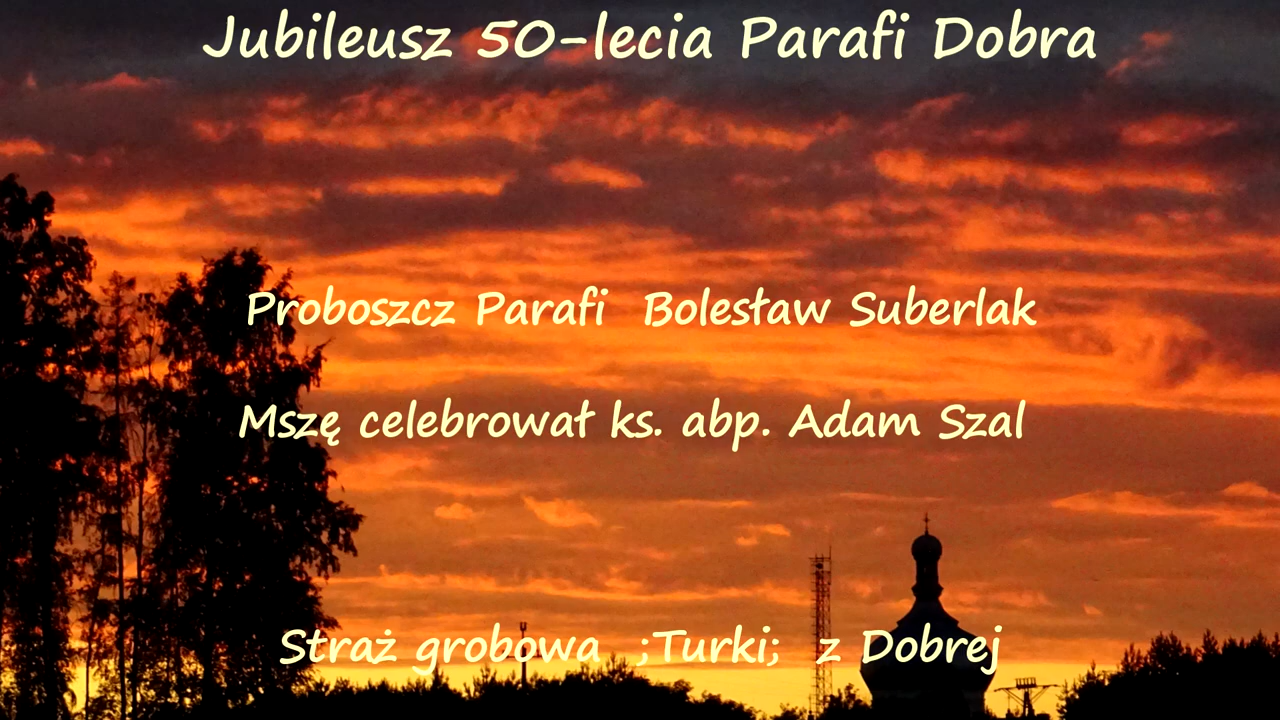 Jubileusz 50-lecia Parafi Dobra
Proboszcz Parafi Bolesław Suberlak
Mszę celebrował ks. abp. Adam Szal
Straż grobowa ;Turki; z Dobrej